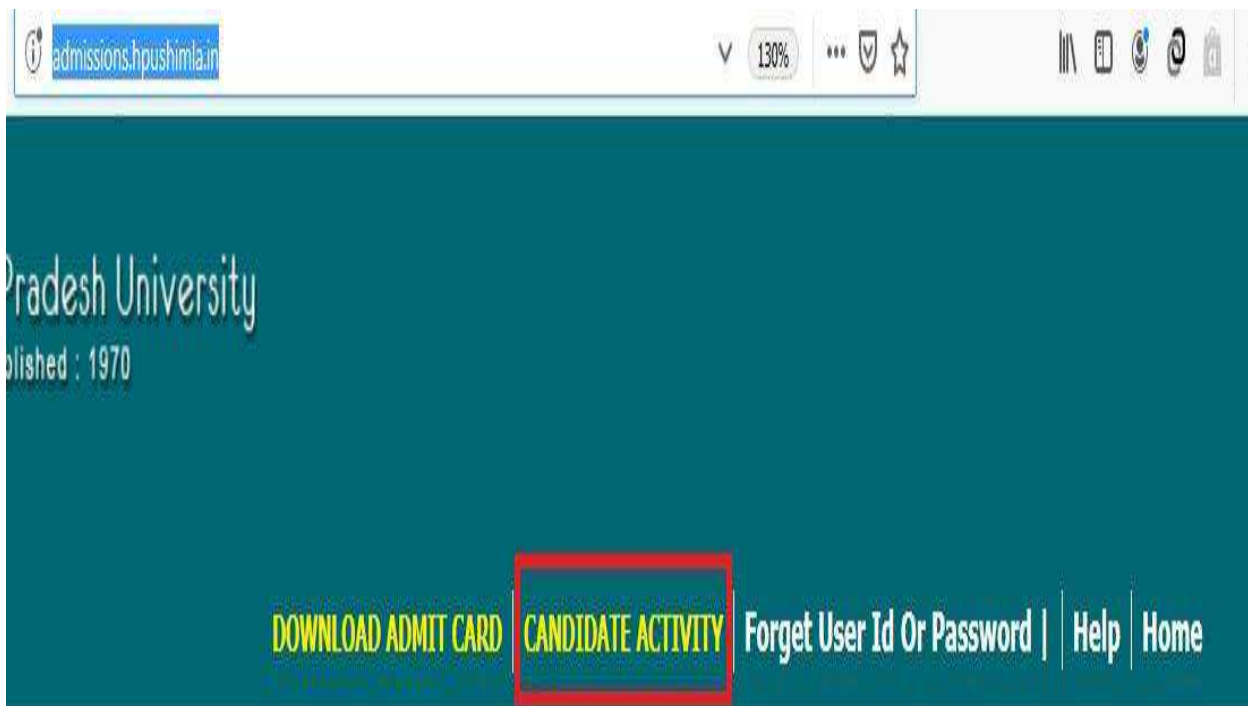 admissions.hpushimla.in 130%
Pradesh University
blished : 1970
DOWNLOAD ADMIT CARD CANDIDATE ACTIVITY Forget User Id Or Password | Help Home